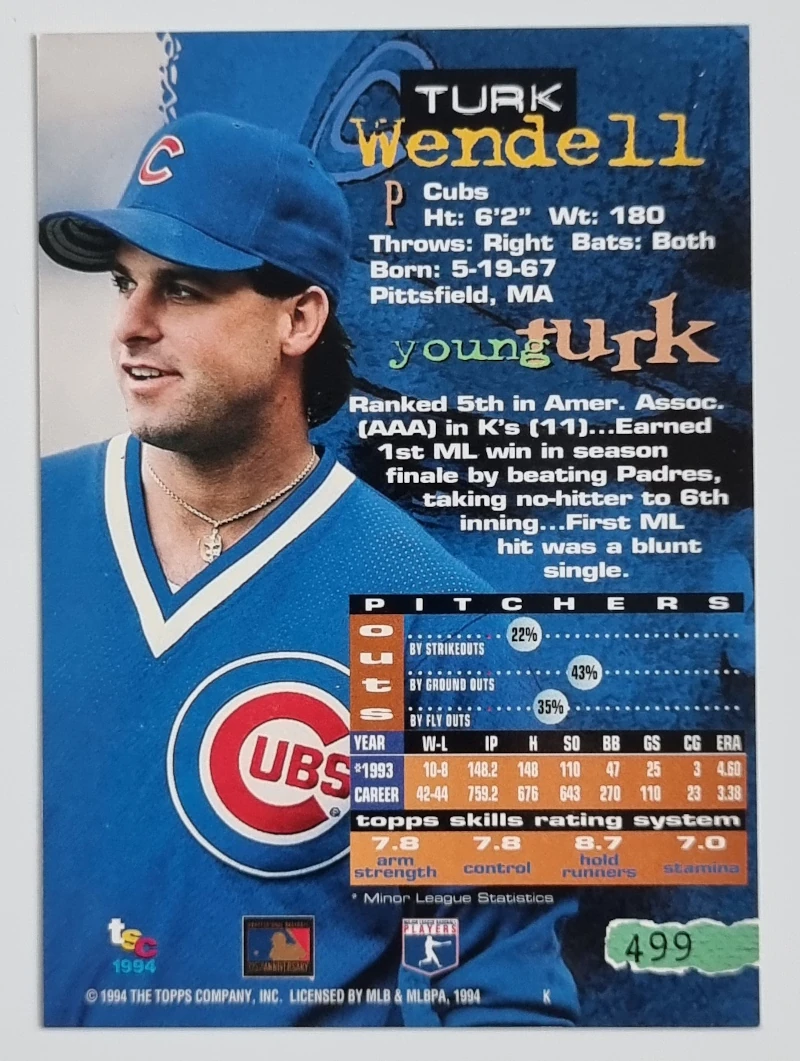 C
TURK
Wendell
P Cubs
Ht: 6'2" Wt: 180
Throws: Right Bats: Both
Born: 5-19-67
Pittsfield, MA
young turk
Ranked 5th in Amer. Assoc.
(AAA) in K's (11)...Earned
1st ML win in season
finale by beating Padres,
taking no-hitter to 6th
inning...First ML
hit was a blunt
single.
PITCHERS
outs
BY STRIKEOUTS 22%
BY GROUND OUTS 43%
BY FLY OUTS 35%
CUBS
YEAR W-L IP H SO BB GS CG ERA
*1993 10-8 148.2 148 110 47 25 3 4.60
CAREER 42-44 759.2 676 643 270 110 23 3.38
topps skills rating system
7.8 7.8 8.7 7.0
arm strength control hold runners stamina
* Minor League Statistics
tsc
1994
ANNIVERSARY
MAJOR LEAGUE BASEBALL
PLAYERS
499
© 1994 THE TOPPS COMPANY, INC. LICENSED BY MLB & MLBPA, 1994 K